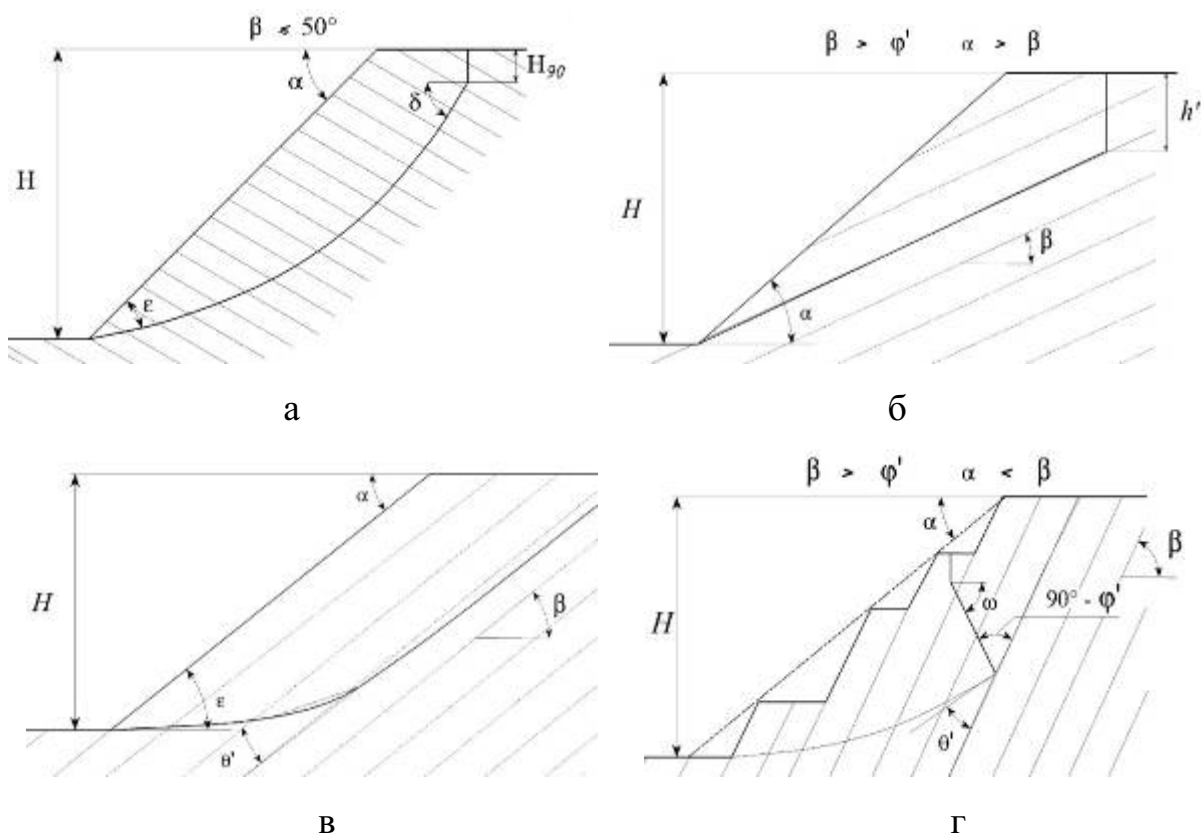 β ⩽ 50°
α
H₉₀
δ
H
ε
а
β > φ' α > β
h'
H
β
α
б
α
H
β
ε
θ'
в
β > φ' α < β
α
β
ω
90° - φ'
H
θ'
г